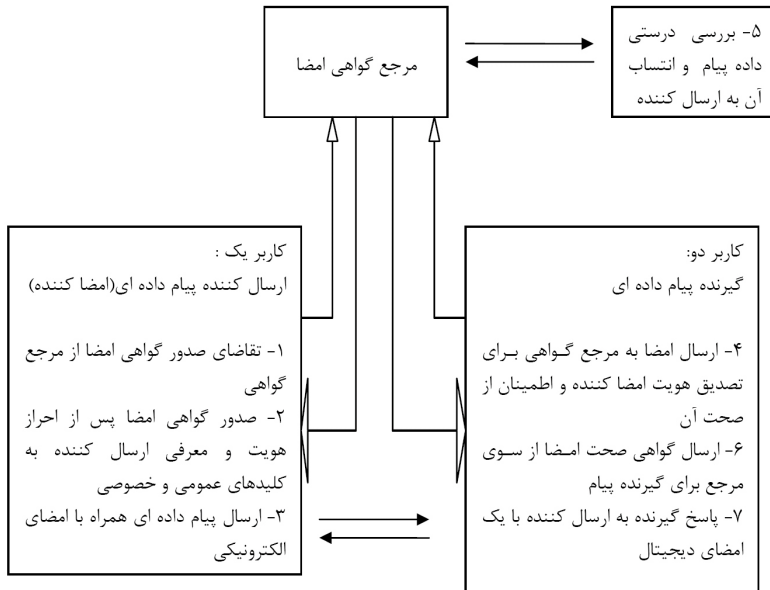 مرجع گواهی امضا
۵- بررسی درستی
داده پیام و انتساب
آن به ارسال کننده
کاربر یک :
ارسال کننده پیام داده ای(امضا کننده)
۱- تقاضای صدور گواهی امضا از مرجع
گواهی
۲- صدور گواهی امضا پس از احراز
هویت و معرفی ارسال کننده به
کلیدهای عمومی و خصوصی
۳- ارسال پیام داده ای همراه با امضای
الکترونیکی
کاربر دو:
گیرنده پیام داده ای
۴- ارسال امضا به مرجع گـواهی بـرای
تصدیق هویت امضا کننده و اطمینان از
صحت آن
۶- ارسال گواهی صحت امـضا از سـوی
مرجع برای گیرنده پیام
۷- پاسخ گیرنده به ارسال کننده با یک
امضای دیجیتال